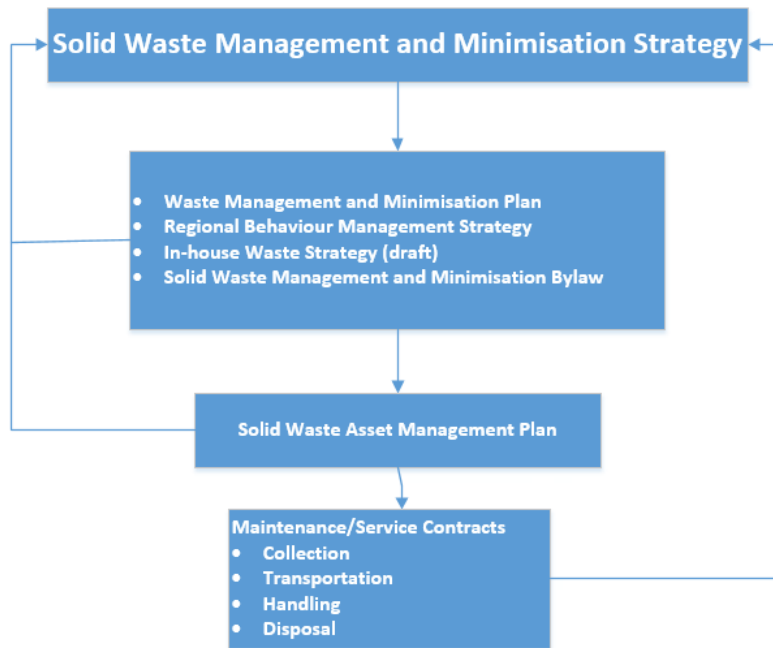 Solid Waste Management and Minimisation Strategy
• Waste Management and Minimisation Plan
• Regional Behaviour Management Strategy
• In-house Waste Strategy (draft)
• Solid Waste Management and Minimisation Bylaw
Solid Waste Asset Management Plan
Maintenance/Service Contracts
• Collection
• Transportation
• Handling
• Disposal